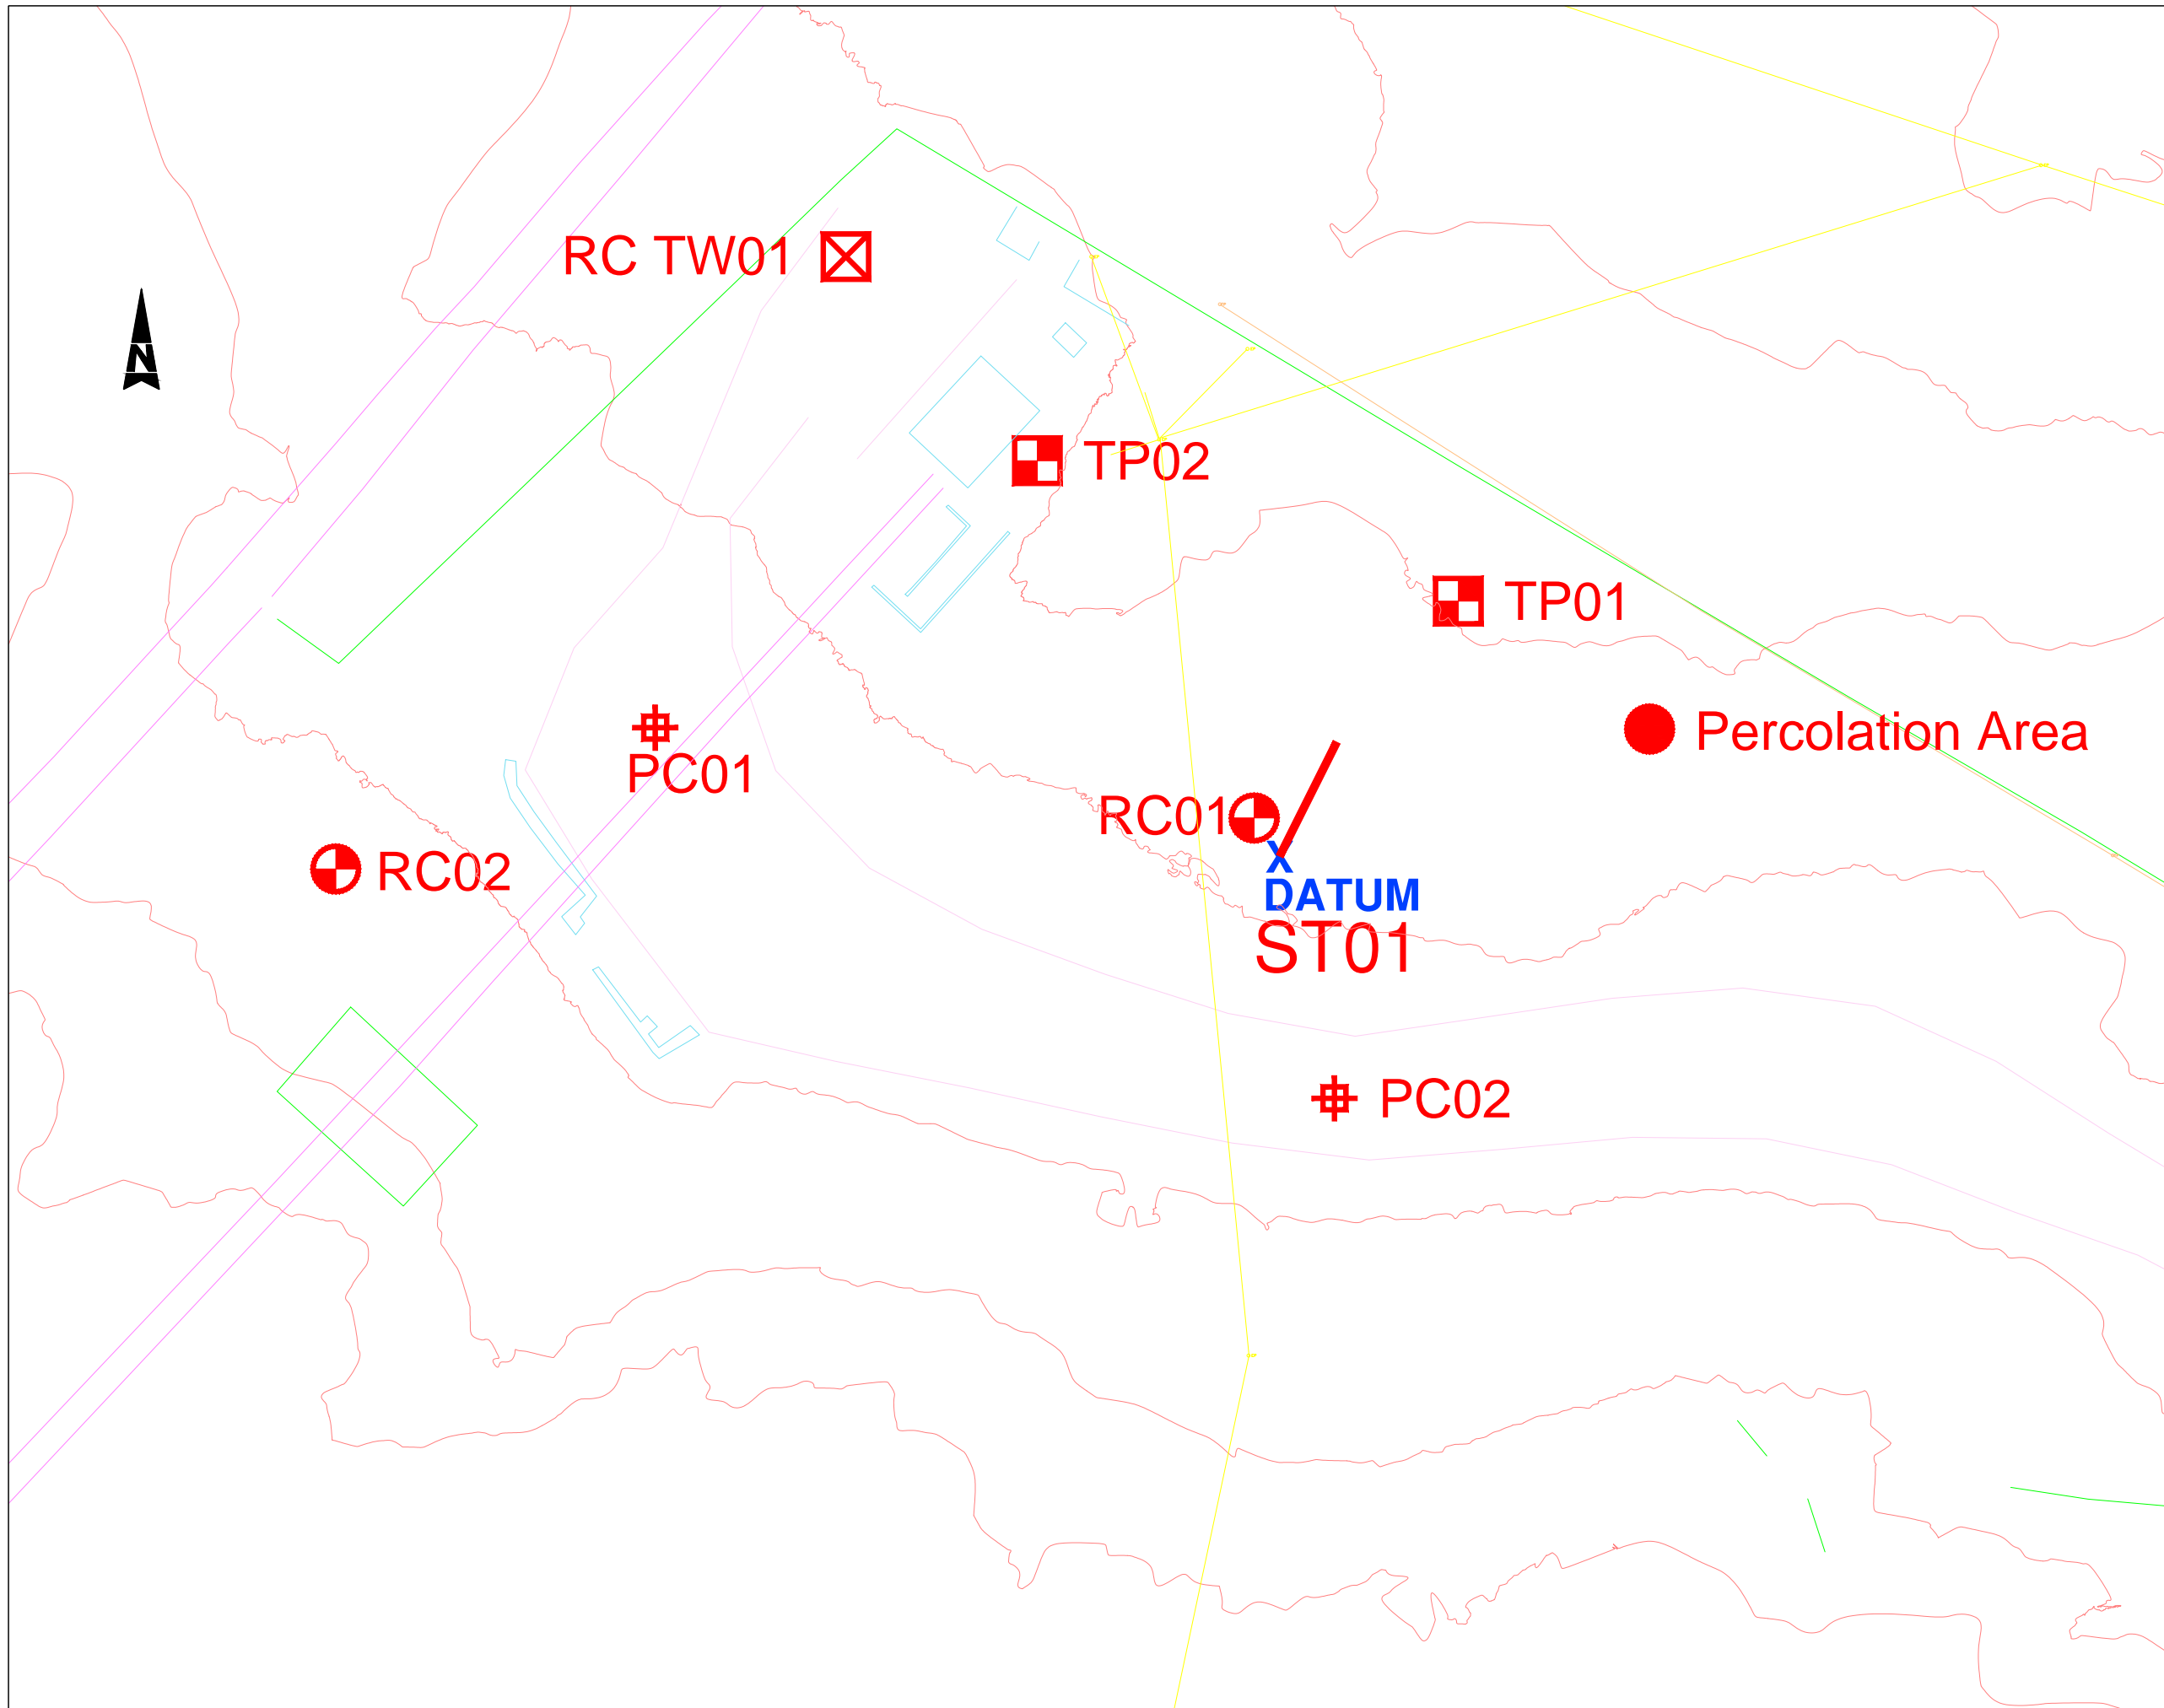 RC TW01
N
TP02
TP01
Percolation Area
PC01
RC01
RC02
DATUM
ST01
PC02